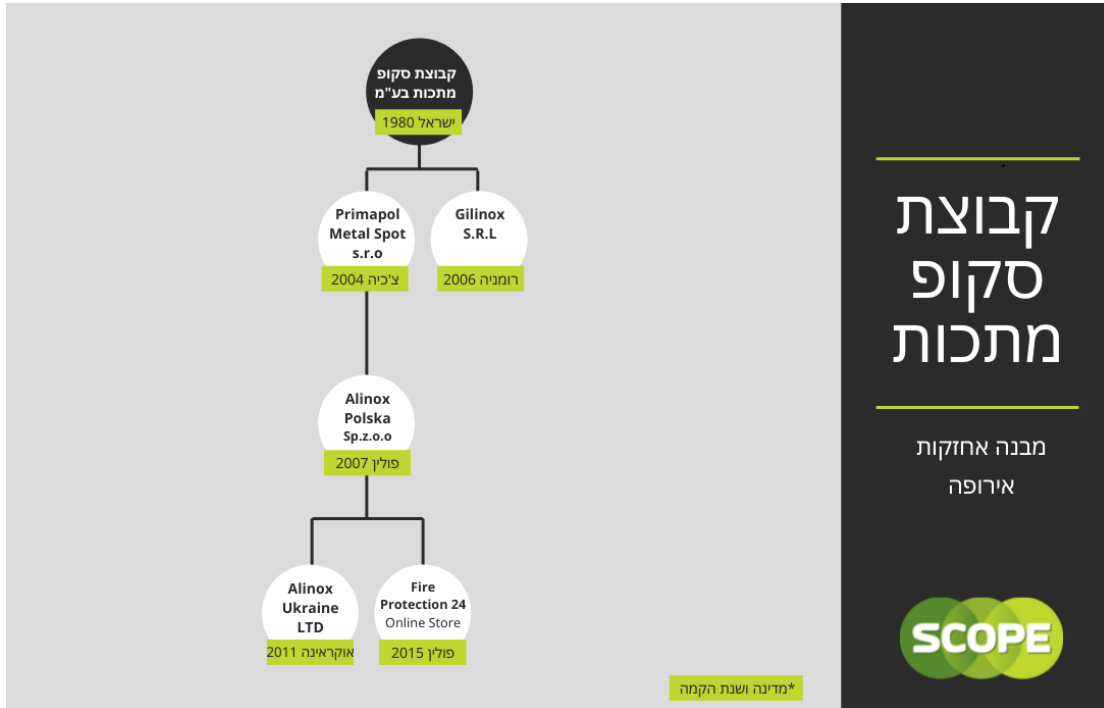 קבוצת סקופ
מתכות בע"מ
ישראל 1980
Primapol
Metal Spot
s.r.o
צ'כיה 2004
Gilinox
S.R.L
רומניה 2006
Alinox
Polska
Sp.z.o.o
פולין 2007
Alinox
Ukraine
LTD
אוקראינה 2011
Fire
Protection 24
Online Store
פולין 2015
*מדינה ושנת הקמה
קבוצת
סקופ
מתכות
מבנה אחזקות
אירופה
SCOPE